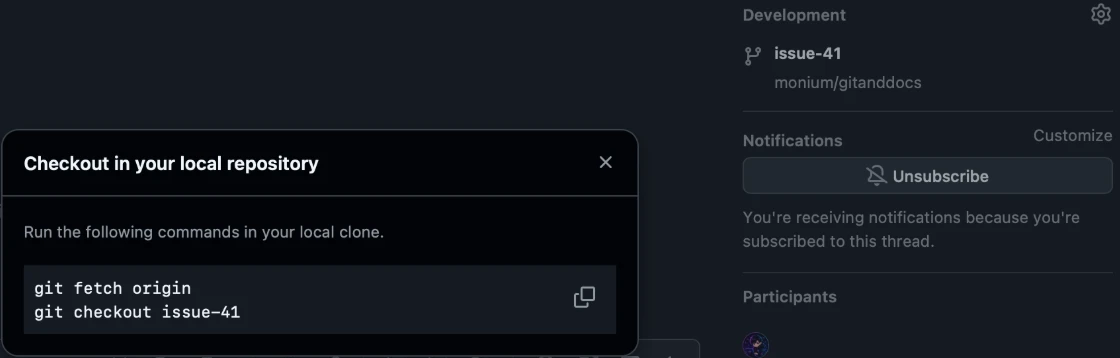 Development
issue-41
monium/gitanddocs
Notifications
Customize
Unsubscribe
You're receiving notifications because you're
subscribed to this thread.
Participants
Checkout in your local repository
Run the following commands in your local clone.
git fetch origin
git checkout issue-41